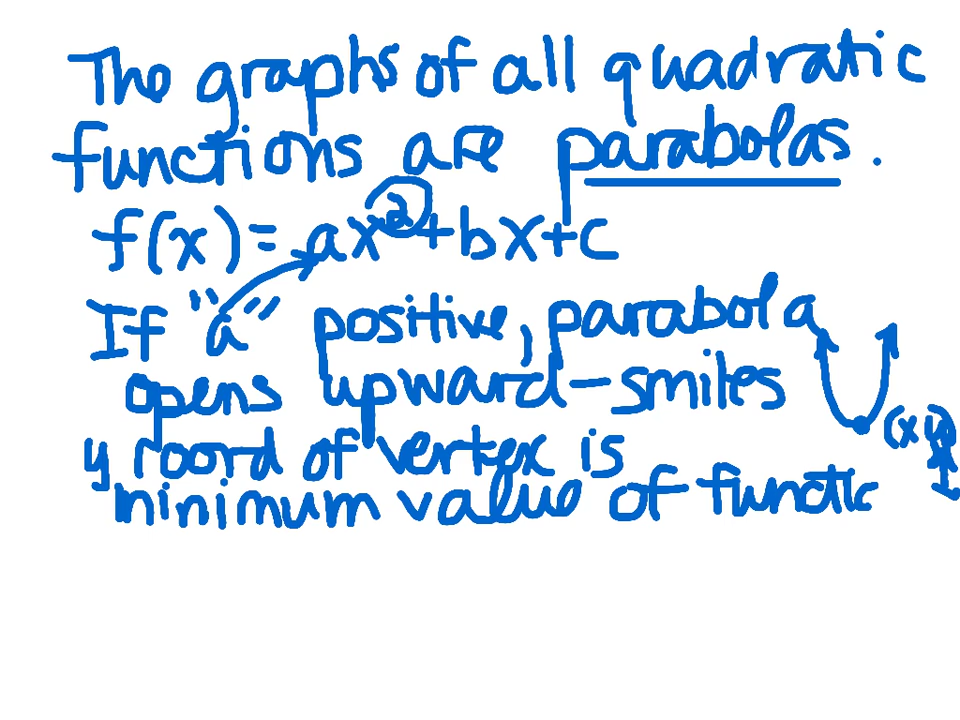 The graphs of all quadratic
functions are parabolas.
f(x) = ax²+bx+c
If "a" positive, parabola
opens upward-smiles
(x y)
y coord of vertex is
minimum value of functic